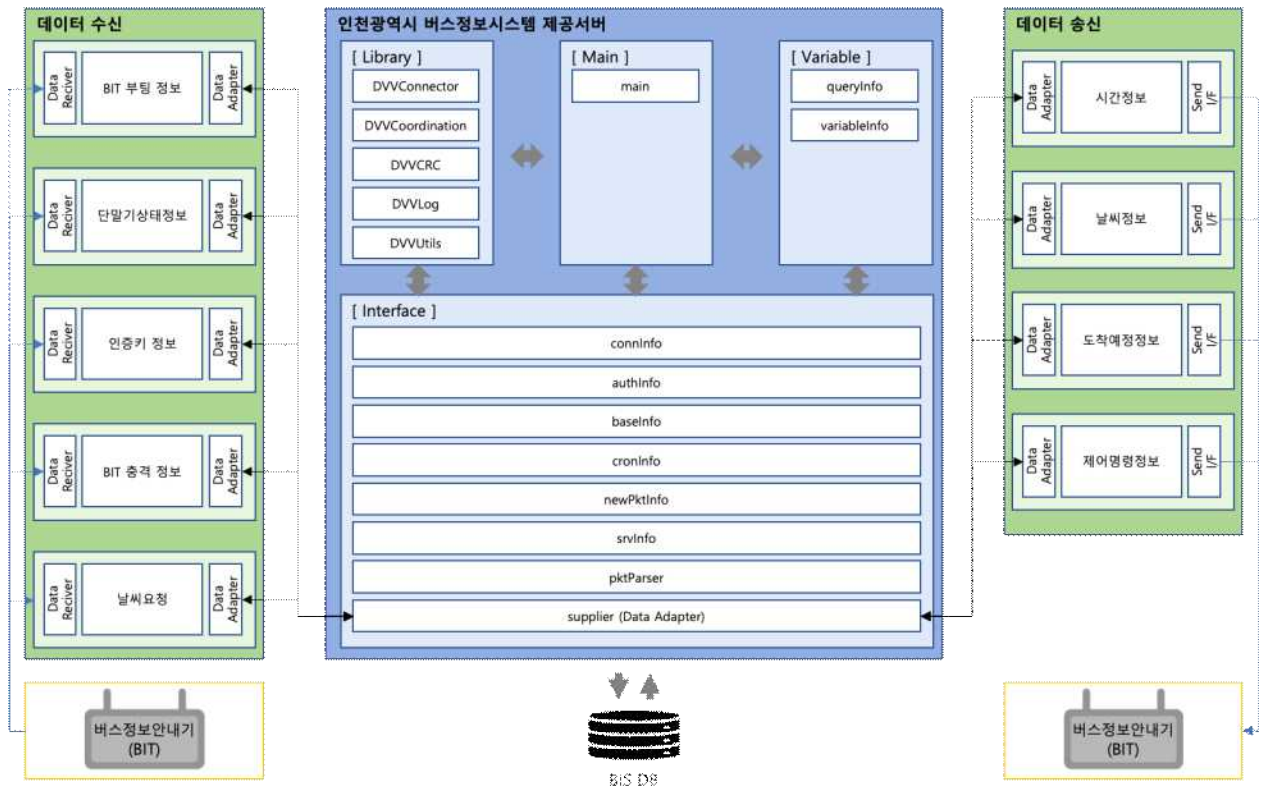 데이터 수신
Data
Reciver
BIT 부팅 정보
Data
Adapter
Data
Reciver
단말기상태정보
Data
Adapter
Data
Reciver
인증키 정보
Data
Adapter
Data
Reciver
BIT 충격 정보
Data
Adapter
Data
Reciver
날씨요청
Data
Adapter
버스정보안내기
(BIT)
인천광역시 버스정보시스템 제공서버
[ Library ]
DVVConnector
DVVCoordination
DVVCRC
DVVLog
DVVUtils
[ Main ]
main
[ Variable ]
queryInfo
variableInfo
[ Interface ]
connInfo
authInfo
baseInfo
cronInfo
newPktInfo
srvInfo
pktParser
supplier (Data Adapter)
BIS DB
데이터 송신
Data
Adapter
시간정보
Send
I/F
Data
Adapter
날씨정보
Send
I/F
Data
Adapter
도착예정정보
Send
I/F
Data
Adapter
제어명령정보
Send
I/F
버스정보안내기
(BIT)